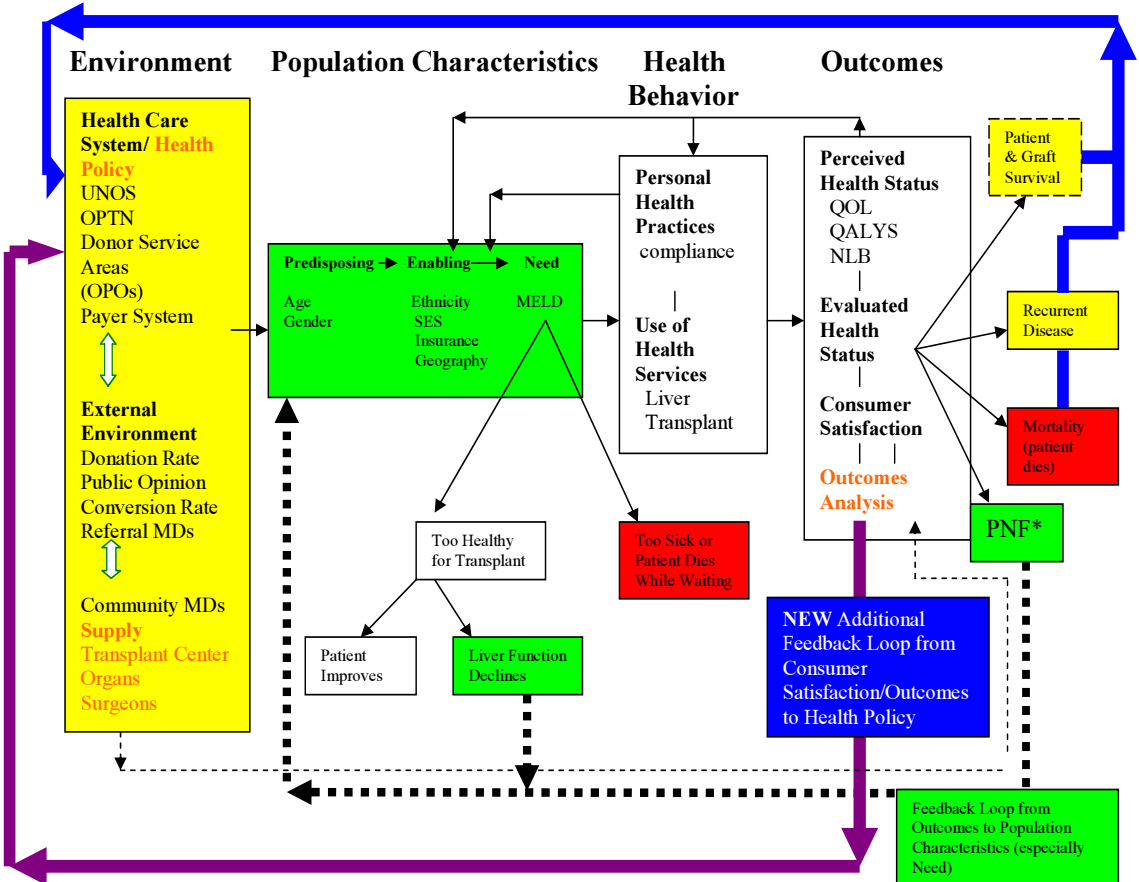 Environment
Population Characteristics
Health
Behavior
Outcomes
Health Care
System/ Health
Policy
UNOS
OPTN
Donor Service
Areas
(OPOs)
Payer System
External
Environment
Donation Rate
Public Opinion
Conversion Rate
Referral MDs
Community MDs
Supply
Transplant Center
Organs
Surgeons
Predisposing
Enabling
Need
Age
Gender
Ethnicity
SES
Insurance
Geography
MELD
Too Healthy
for Transplant
Too Sick or
Patient Dies
While Waiting
Patient
Improves
Liver Function
Declines
Personal
Health
Practices
compliance
Use of
Health
Services
Liver
Transplant
Perceived
Health Status
QOL
QALYS
NLB
Evaluated
Health
Status
Consumer
Satisfaction
Outcomes
Analysis
Patient
& Graft
Survival
Recurrent
Disease
Mortality
(patient
dies)
PNF*
NEW Additional
Feedback Loop from
Consumer
Satisfaction/Outcomes
to Health Policy
Feedback Loop from
Outcomes to Population
Characteristics (especially
Need)